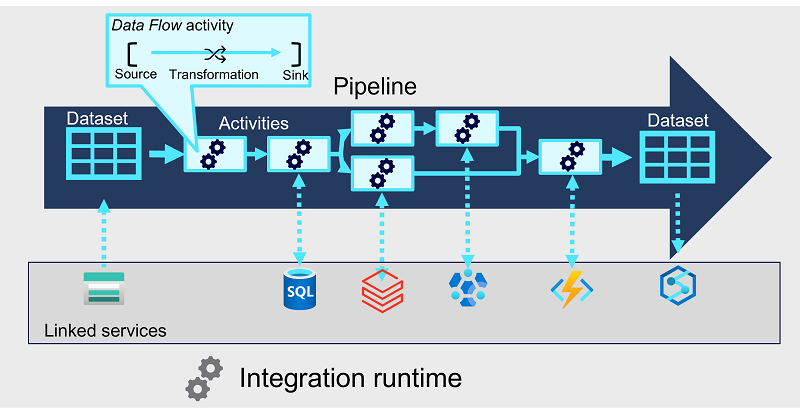 Data Flow activity
Source
Transformation
Sink
Pipeline
Dataset
Activities
Dataset
SQL
Linked services
Integration runtime